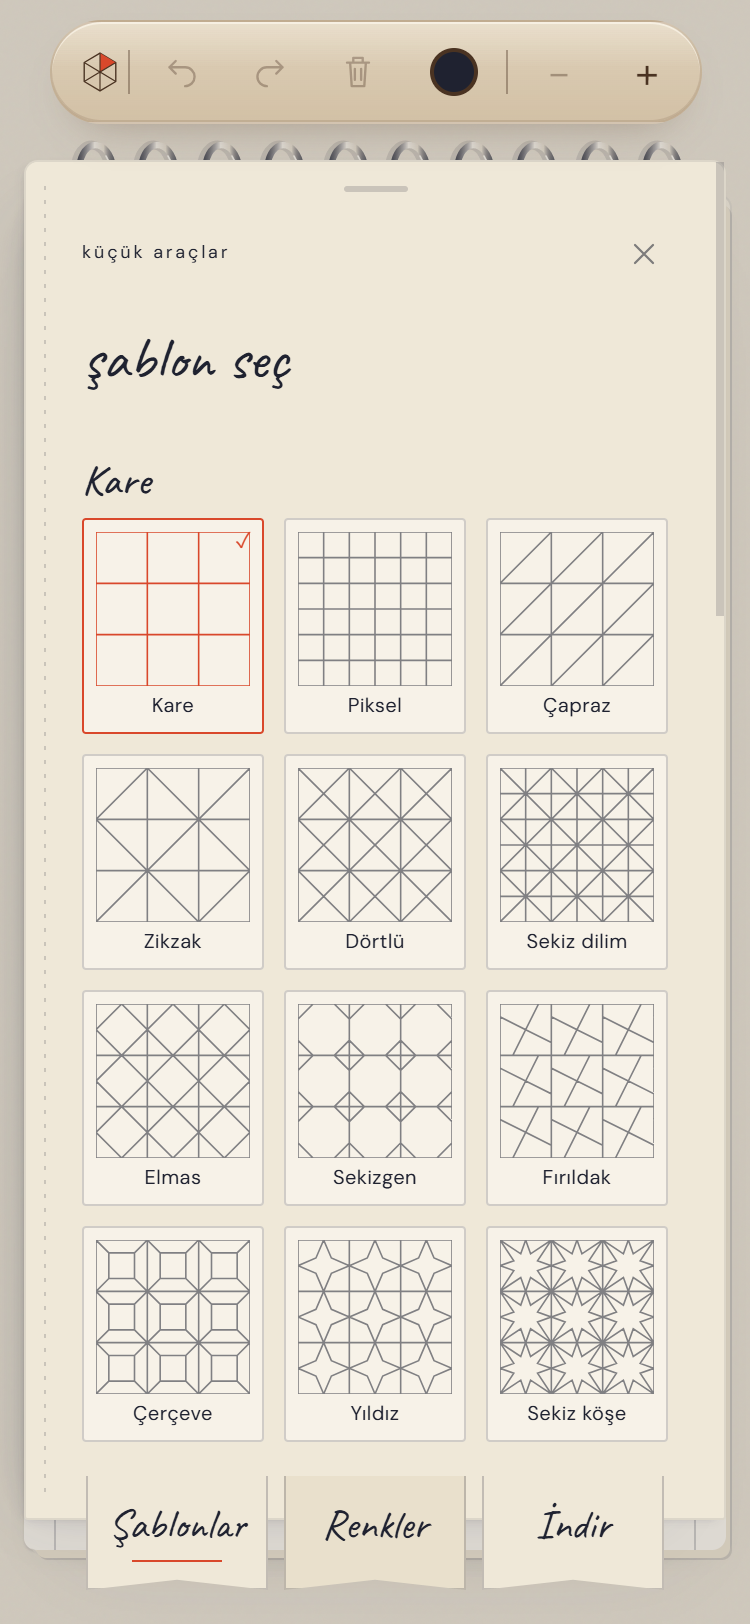 küçük araçlar
şablon seç
Kare
Kare
Piksel
Çapraz
Zikzak
Dörtlü
Sekiz dilim
Elmas
Sekizgen
Fırıldak
Çerçeve
Yıldız
Sekiz köşe
Şablonlar
Renkler
İndir